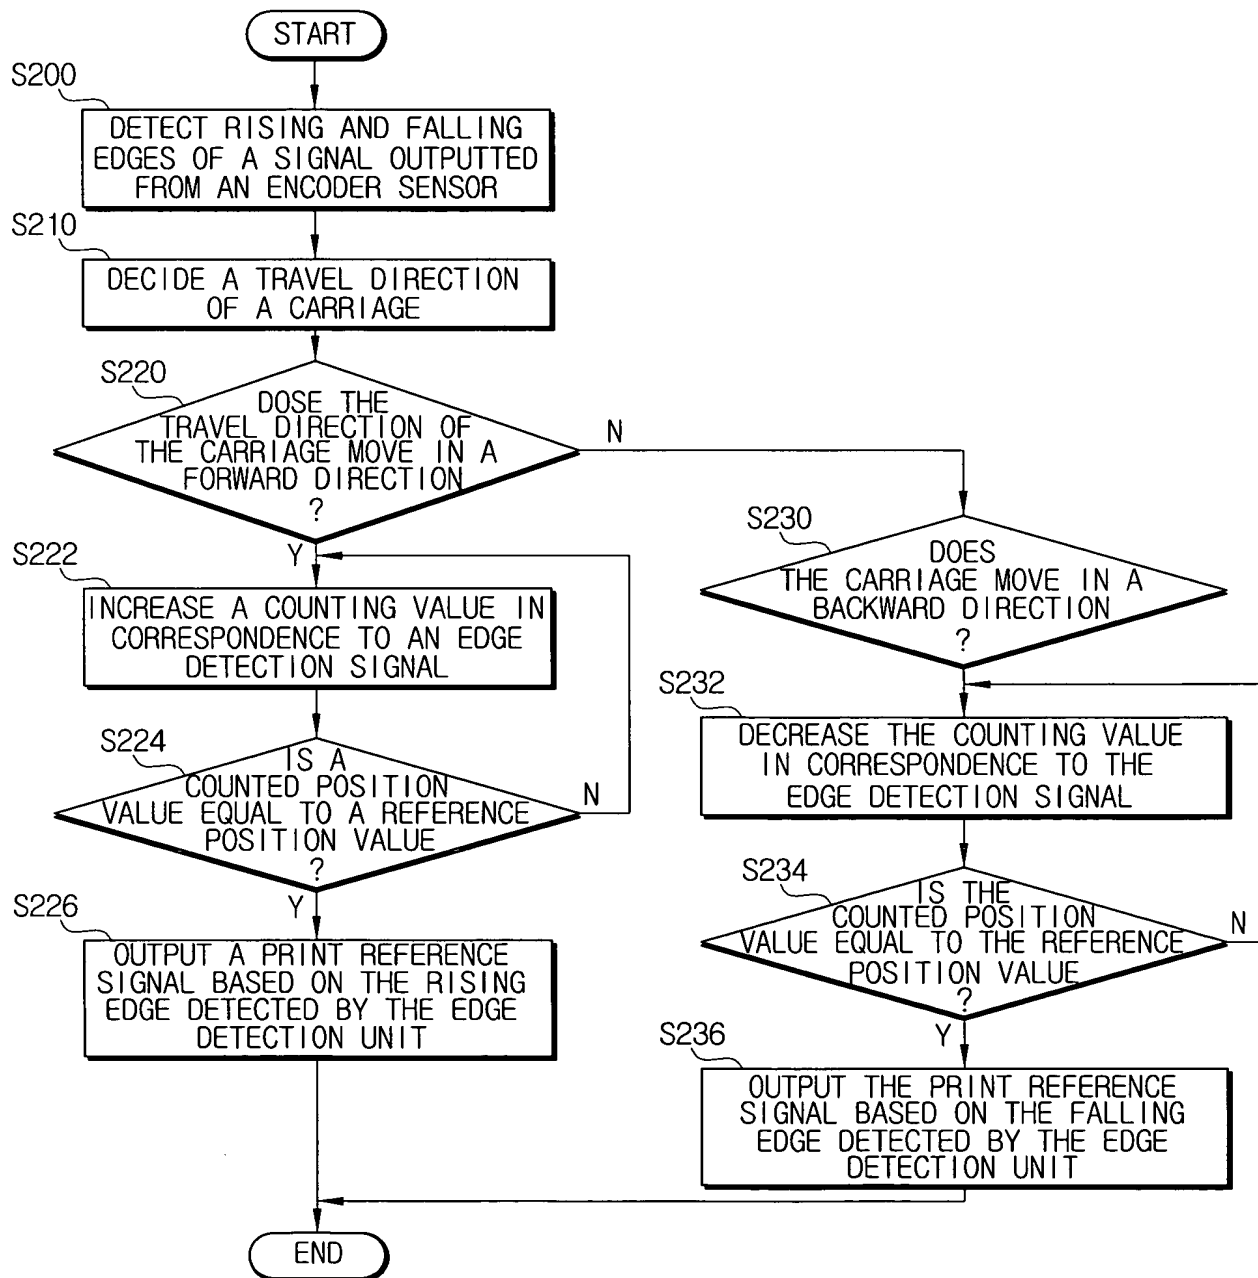 START
S200
DETECT RISING AND FALLING
EDGES OF A SIGNAL OUTPUTTED
FROM AN ENCODER SENSOR
S210
DECIDE A TRAVEL DIRECTION
OF A CARRIAGE
S220
DOSE THE
TRAVEL DIRECTION OF
THE CARRIAGE MOVE IN A
FORWARD DIRECTION
?
N
Y
S222
INCREASE A COUNTING VALUE IN
CORRESPONDENCE TO AN EDGE
DETECTION SIGNAL
S224
IS A
COUNTED POSITION
VALUE EQUAL TO A REFERENCE
POSITION VALUE
?
N
Y
S226
OUTPUT A PRINT REFERENCE
SIGNAL BASED ON THE RISING
EDGE DETECTED BY THE EDGE
DETECTION UNIT
S230
DOES
THE CARRIAGE MOVE IN A
BACKWARD DIRECTION
?
S232
DECREASE THE COUNTING VALUE
IN CORRESPONDENCE TO THE
EDGE DETECTION SIGNAL
S234
IS THE
COUNTED POSITION
VALUE EQUAL TO THE REFERENCE
POSITION VALUE
?
N
Y
S236
OUTPUT THE PRINT REFERENCE
SIGNAL BASED ON THE FALLING
EDGE DETECTED BY THE EDGE
DETECTION UNIT
END